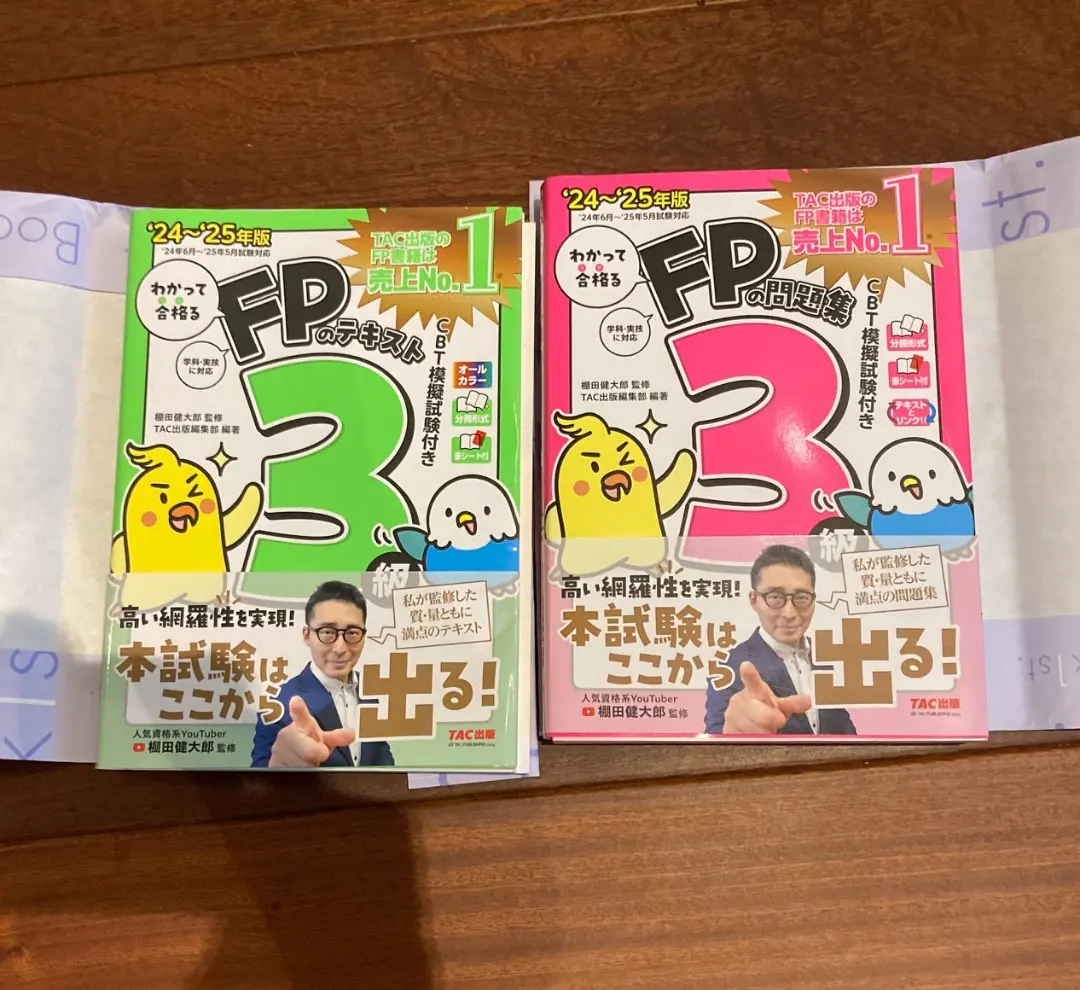 '24～'25年版
'24年6月～'25年5月試験対応
TAC出版の
FP書籍は
売上No.1
わかって
合格る
FPのテキスト
3級
学科・実技
に対応
CBT模擬試験付き
オール
カラー
分冊形式
赤シート付
棚田健大郎 監修
TAC出版編集部 編著
高い網羅性を実現!
私が監修した
質・量ともに
満点のテキスト
本試験は
ここから
出る!
人気資格系YouTuber
棚田健大郎 監修
TAC出版
TAC PUBLISHING
'24～'25年版
'24年6月～'25年5月試験対応
TAC出版の
FP書籍は
売上No.1
わかって
合格る
FPの問題集
3級
学科・実技
に対応
CBT模擬試験付き
分冊形式
赤シート付
テキストと
リンク!!
棚田健大郎 監修
TAC出版編集部 編著
高い網羅性を実現!
私が監修した
質・量ともに
満点の問題集
本試験は
ここから
出る!
人気資格系YouTuber
棚田健大郎 監修
TAC出版
TAC PUBLISHING
Boo
k1s
st.
k1st.